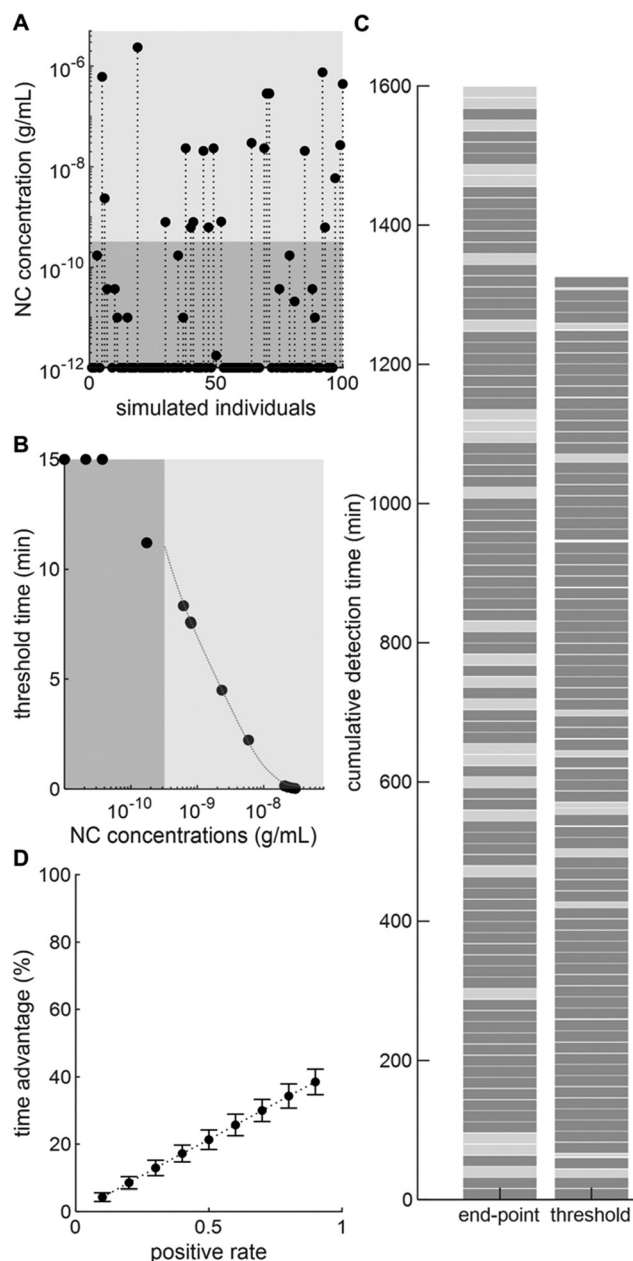 A
NC concentration (g/mL)
10-6
10-8
10-10
10-12
0
50
100
simulated individuals
B
threshold time (min)
15
10
5
0
10-10
10-9
10-8
NC concentrations (g/mL)
C
cumulative detection time (min)
1600
1400
1200
1000
800
600
400
200
0
end-point
threshold
D
time advantage (%)
100
80
60
40
20
0
0
0.5
1
positive rate